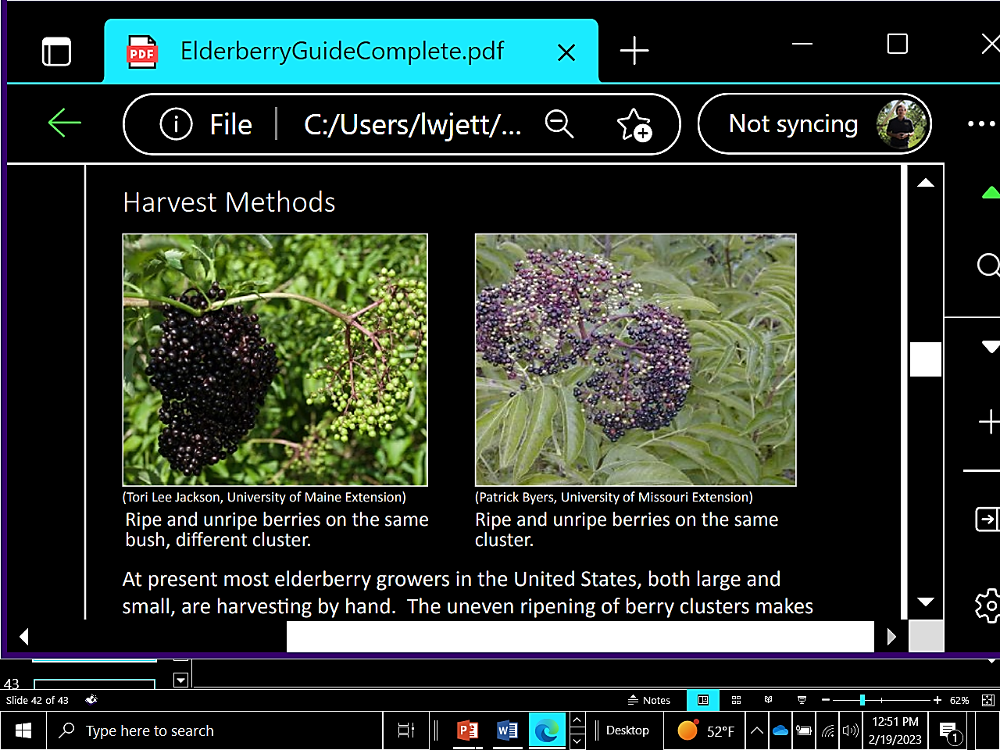 PDF
ElderberryGuideComplete.pdf
File
C:/Users/lwjett/...
Not syncing
Harvest Methods
(Tori Lee Jackson, University of Maine Extension)
Ripe and unripe berries on the same
bush, different cluster.
(Patrick Byers, University of Missouri Extension)
Ripe and unripe berries on the same
cluster.
At present most elderberry growers in the United States, both large and
small, are harvesting by hand.  The uneven ripening of berry clusters makes
43
Slide 42 of 43
Notes
62%
Type here to search
Desktop
52°F
12:51 PM
2/19/2023
1